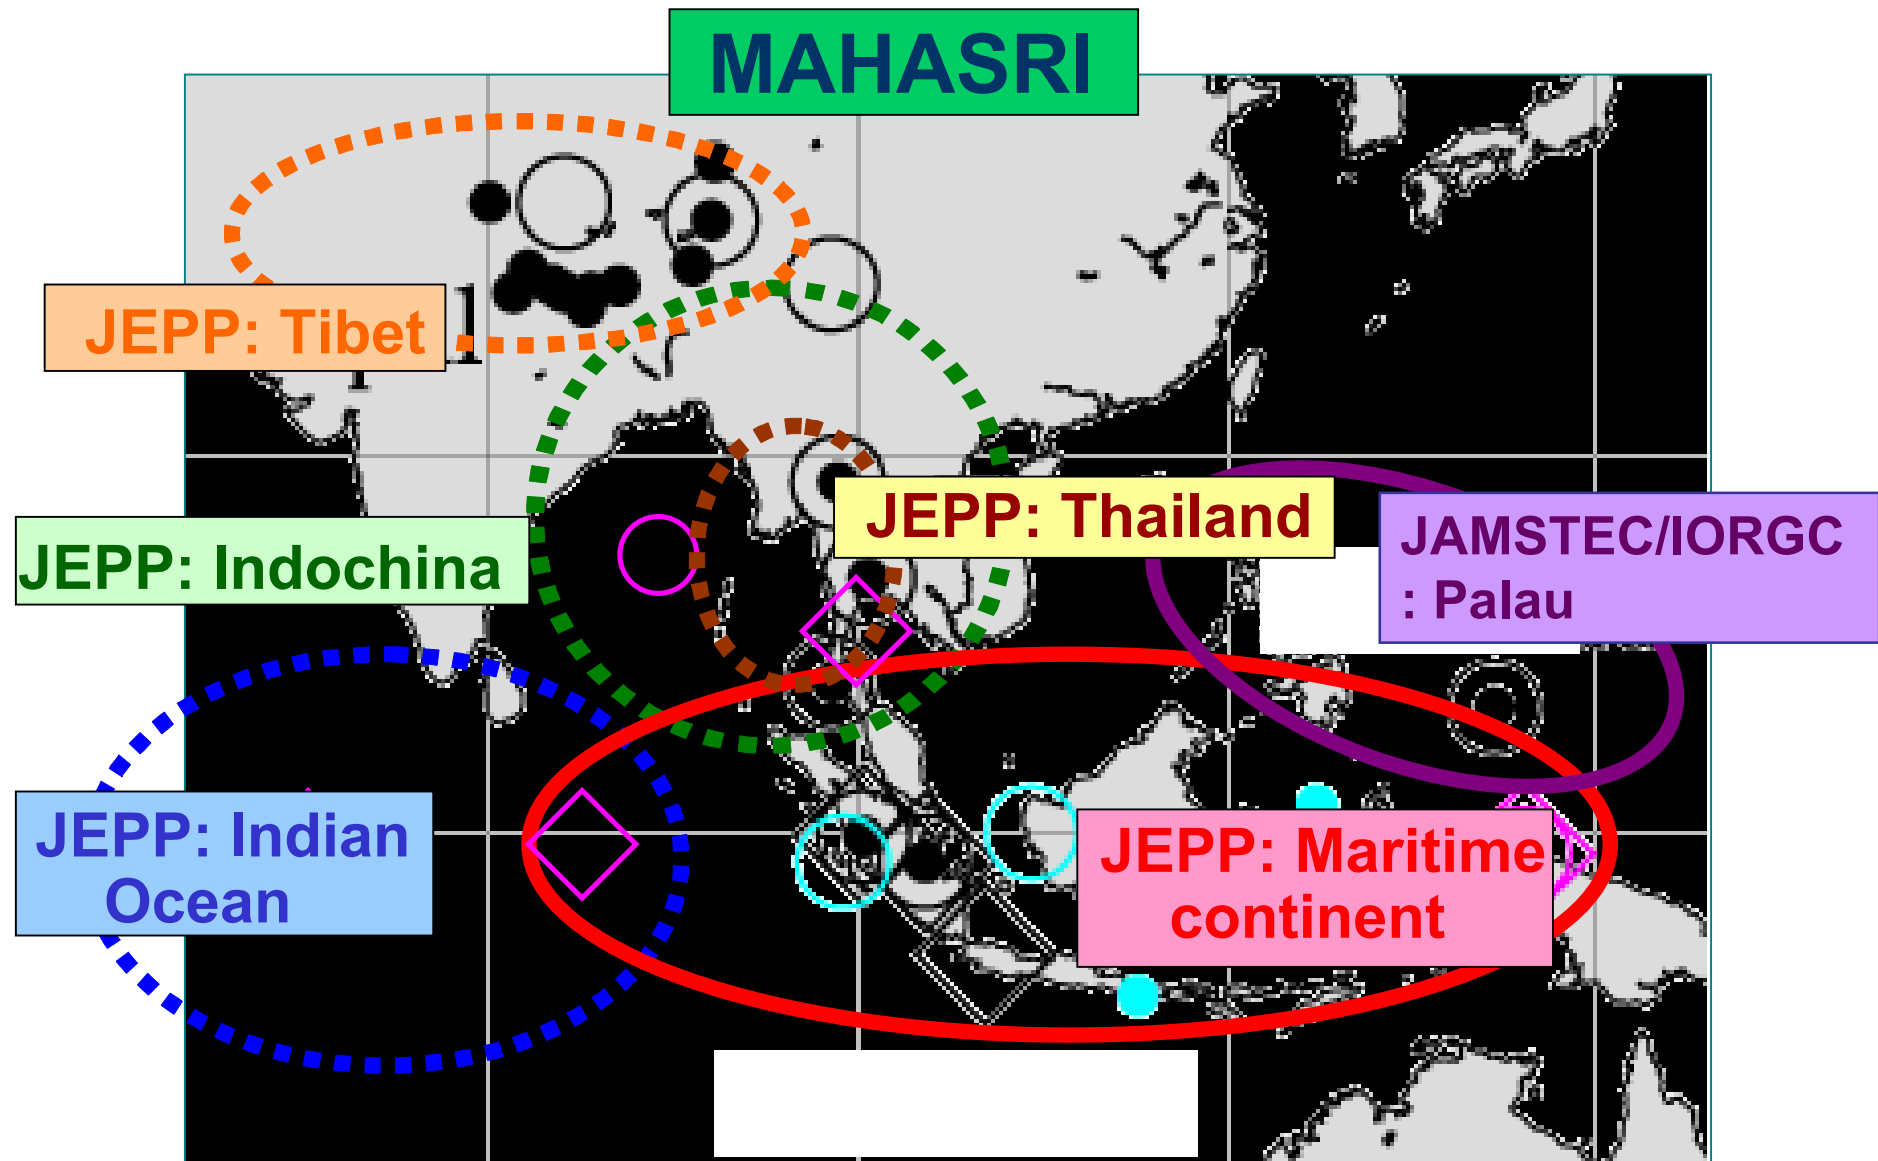 MAHASRI
JEPP: Tibet
JEPP: Thailand
JAMSTEC/IORGC
: Palau
JEPP: Indochina
JEPP: Indian
Ocean
JEPP: Maritime
continent